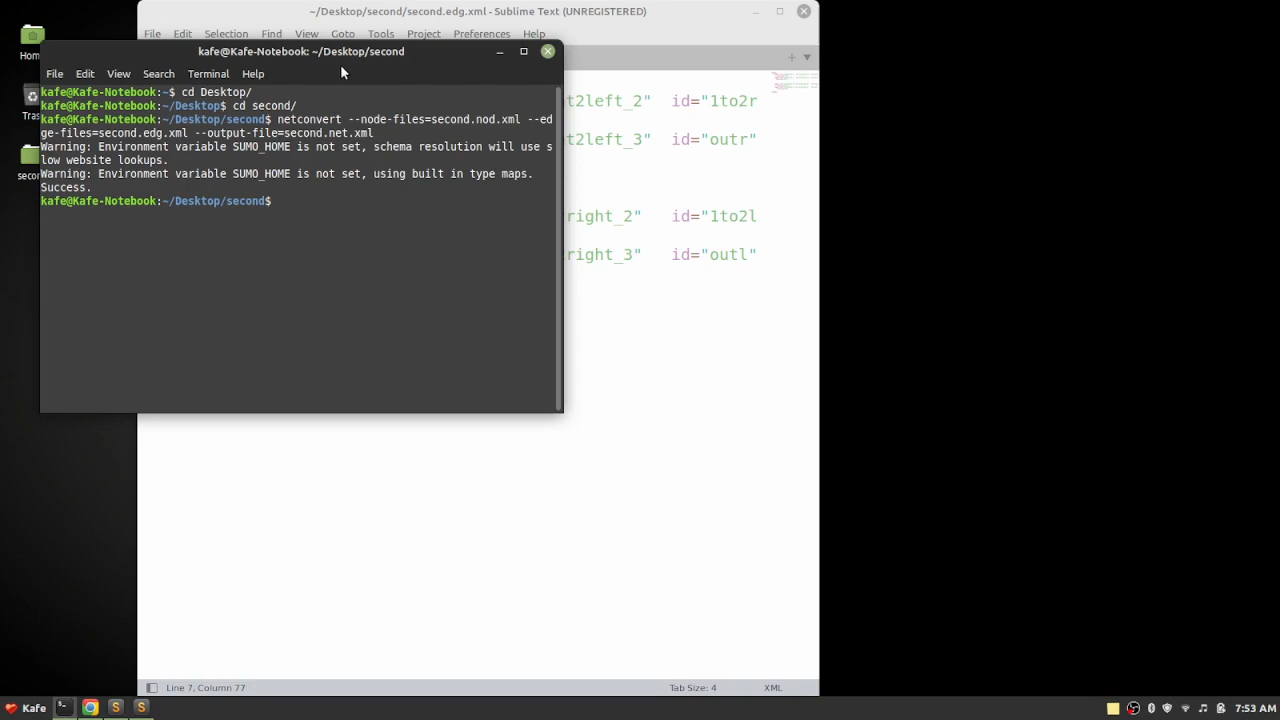 ~/Desktop/second/second.edg.xml - Sublime Text (UNREGISTERED)
File Edit Selection Find View Goto Tools Project Preferences Help
Hom
Tras
secon
kafe@Kafe-Notebook: ~/Desktop/second
File Edit View Search Terminal Help
kafe@Kafe-Notebook:~$ cd Desktop/
kafe@Kafe-Notebook:~/Desktop$ cd second/
kafe@Kafe-Notebook:~/Desktop/second$ netconvert --node-files=second.nod.xml --ed
ge-files=second.edg.xml --output-file=second.net.xml
Warning: Environment variable SUMO_HOME is not set, schema resolution will use s
low website lookups.
Warning: Environment variable SUMO_HOME is not set, using built in type maps.
Success.
kafe@Kafe-Notebook:~/Desktop/second$
t2left_2" id="1to2r
t2left_3" id="outr"
right_2" id="1to2l
right_3" id="outl"
Line 7, Column 77
Tab Size: 4
XML
Kafe
7:53 AM